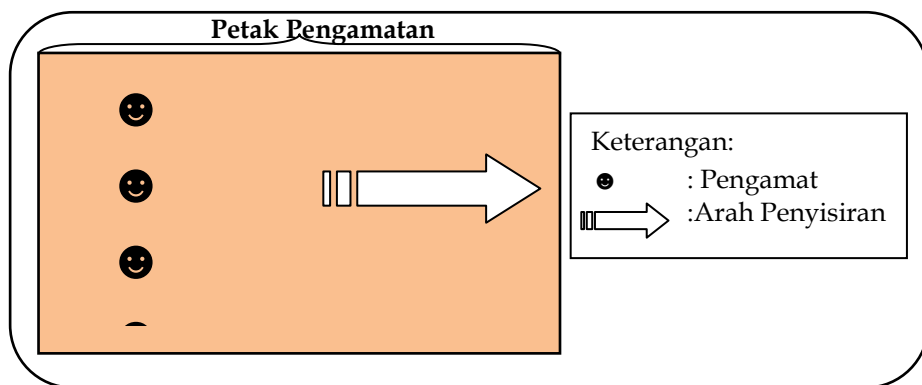 Petak Pengamatan
Keterangan:
: Pengamat
:Arah Penyisiran